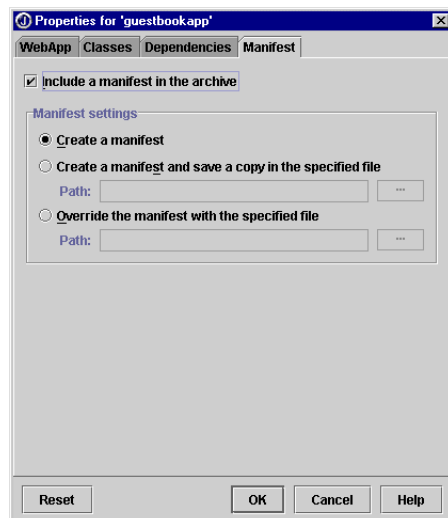 Properties for 'guestbookapp'
WebApp Classes Dependencies Manifest
Include a manifest in the archive
Manifest settings
Create a manifest
Create a manifest and save a copy in the specified file
Path: ...
Override the manifest with the specified file
Path: ...
Reset OK Cancel Help